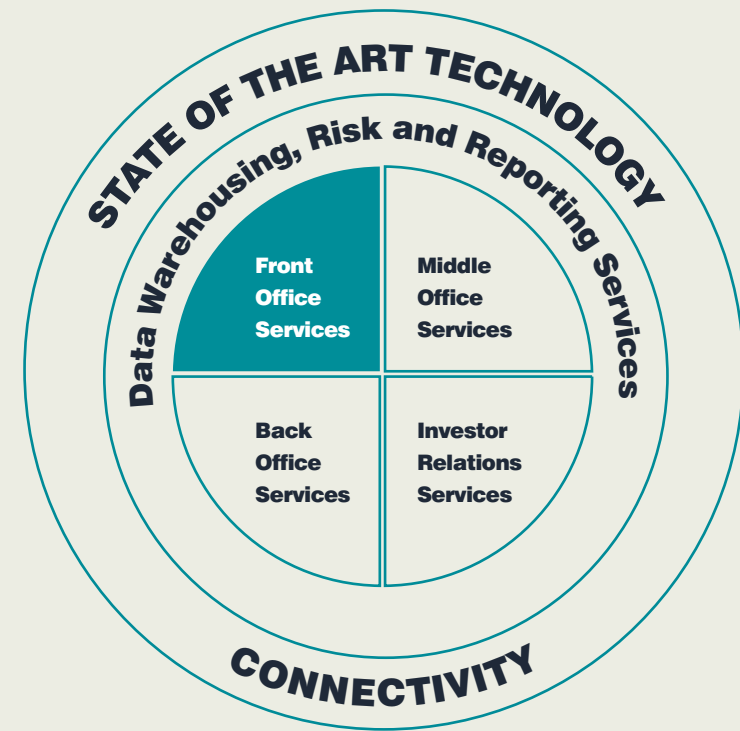 STATE OF THE ART TECHNOLOGY
Data Warehousing, Risk and Reporting Services
Front
Office
Services
Middle
Office
Services
Back
Office
Services
Investor
Relations
Services
CONNECTIVITY